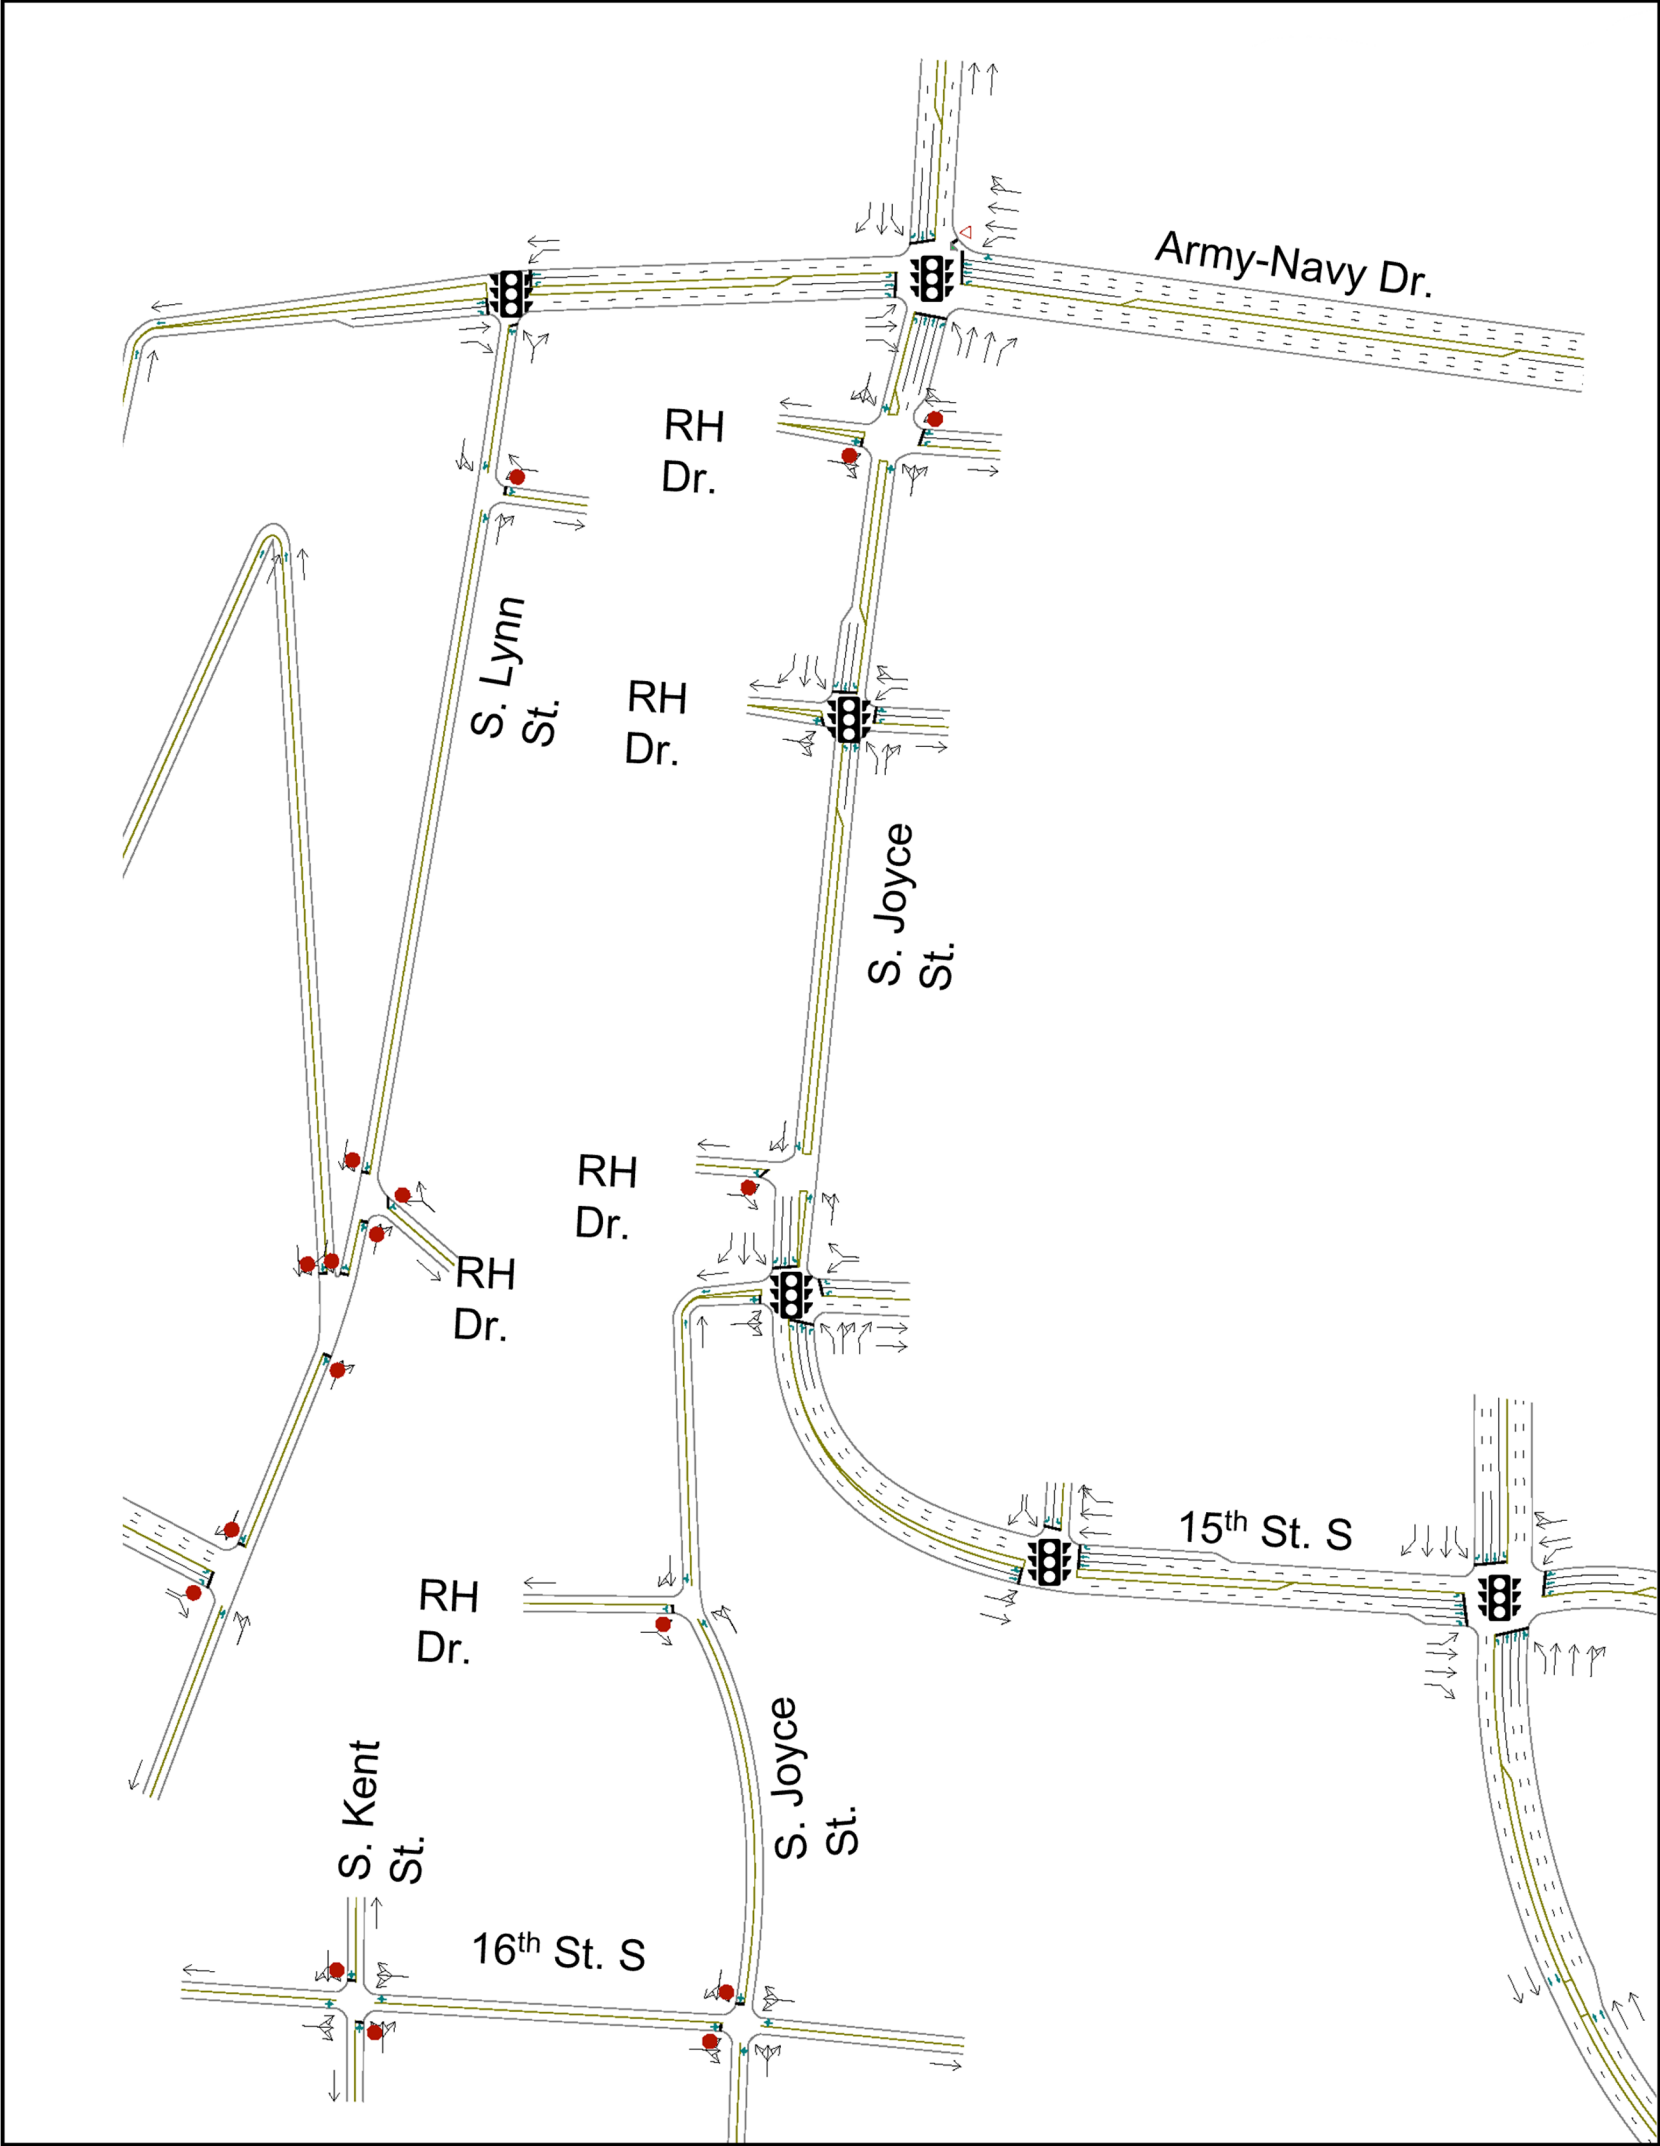 Army-Navy Dr.
RH
Dr.
S. Lynn
St.
RH
Dr.
S. Joyce
St.
RH
Dr.
RH
Dr.
15th St. S
RH
Dr.
S. Joyce
St.
S. Kent
St.
16th St. S